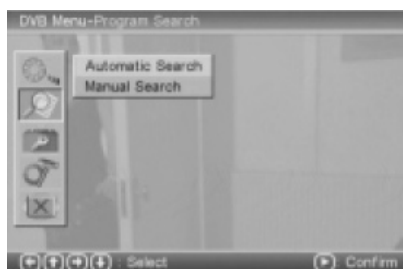 DVB Menu-Program Search
Automatic Search
Manual Search
: Select
: Confirm